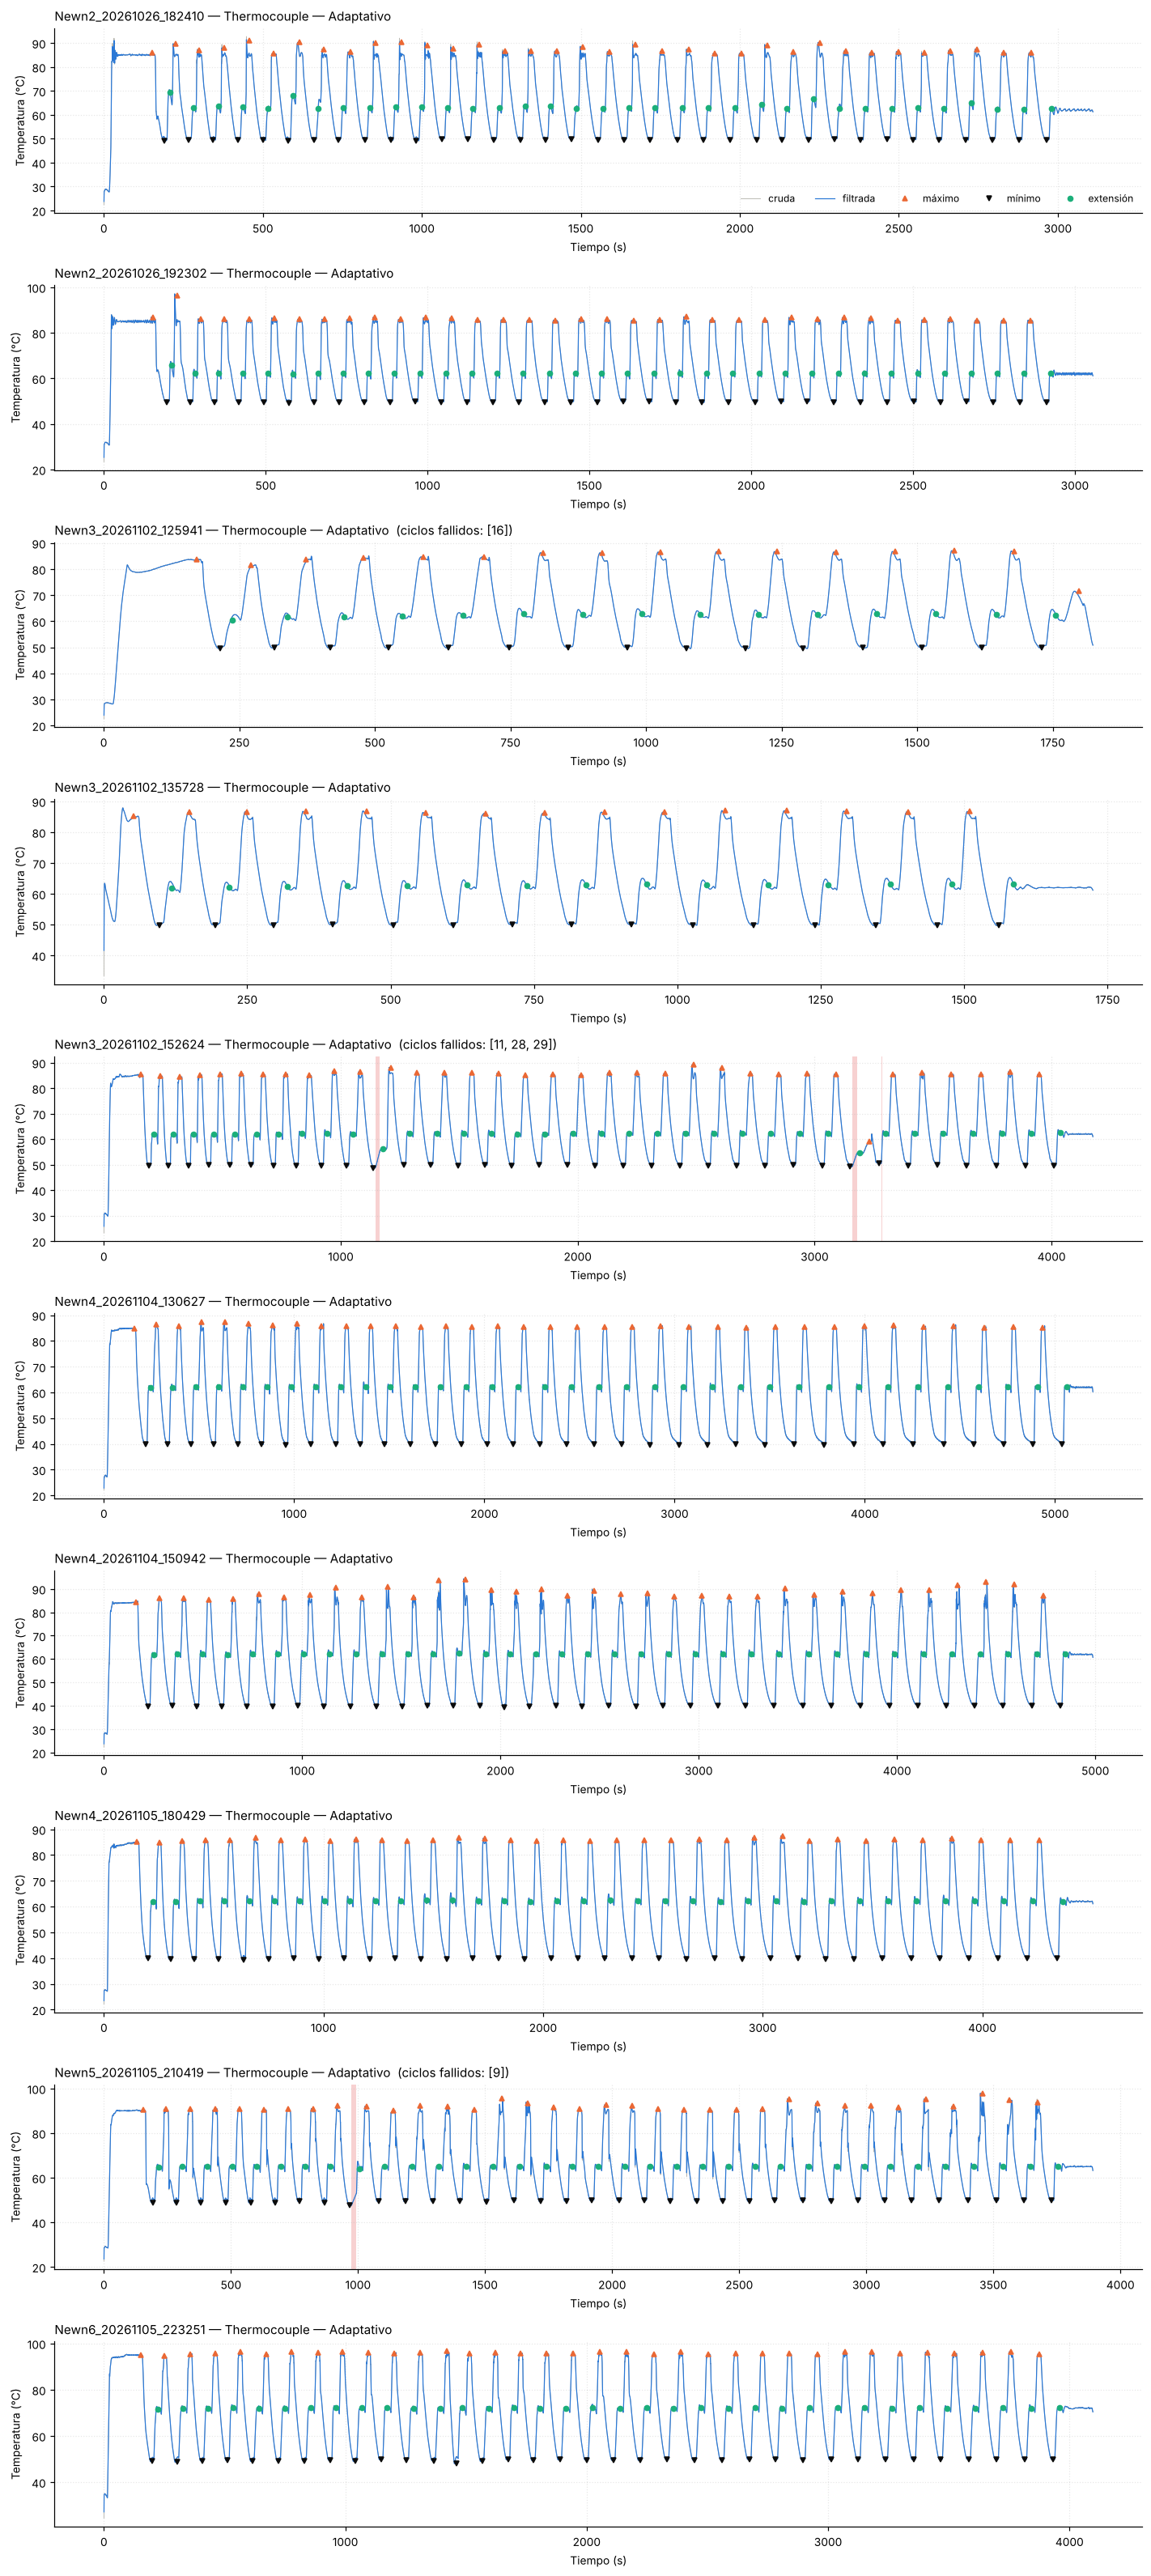 Newn2_20261026_182410 — Thermocouple — Adaptativo
Temperatura (°C)
90
80
70
60
50
40
30
20
cruda filtrada máximo mínimo extensión
0 500 1000 1500 2000 2500 3000
Tiempo (s)
Newn2_20261026_192302 — Thermocouple — Adaptativo
Temperatura (°C)
100
80
60
40
20
0 500 1000 1500 2000 2500 3000
Tiempo (s)
Newn3_20261102_125941 — Thermocouple — Adaptativo (ciclos fallidos: [16])
Temperatura (°C)
90
80
70
60
50
40
30
20
0 250 500 750 1000 1250 1500 1750
Tiempo (s)
Newn3_20261102_135728 — Thermocouple — Adaptativo
Temperatura (°C)
90
80
70
60
50
40
0 250 500 750 1000 1250 1500 1750
Tiempo (s)
Newn3_20261102_152624 — Thermocouple — Adaptativo (ciclos fallidos: [11, 28, 29])
Temperatura (°C)
90
80
70
60
50
40
30
20
0 1000 2000 3000 4000
Tiempo (s)
Newn4_20261104_130627 — Thermocouple — Adaptativo
Temperatura (°C)
90
80
70
60
50
40
30
20
0 1000 2000 3000 4000 5000
Tiempo (s)
Newn4_20261104_150942 — Thermocouple — Adaptativo
Temperatura (°C)
90
80
70
60
50
40
30
20
0 1000 2000 3000 4000 5000
Tiempo (s)
Newn4_20261105_180429 — Thermocouple — Adaptativo
Temperatura (°C)
90
80
70
60
50
40
30
20
0 1000 2000 3000 4000
Tiempo (s)
Newn5_20261105_210419 — Thermocouple — Adaptativo (ciclos fallidos: [9])
Temperatura (°C)
100
80
60
40
20
0 500 1000 1500 2000 2500 3000 3500 4000
Tiempo (s)
Newn6_20261105_223251 — Thermocouple — Adaptativo
Temperatura (°C)
100
80
60
40
0 1000 2000 3000 4000
Tiempo (s)